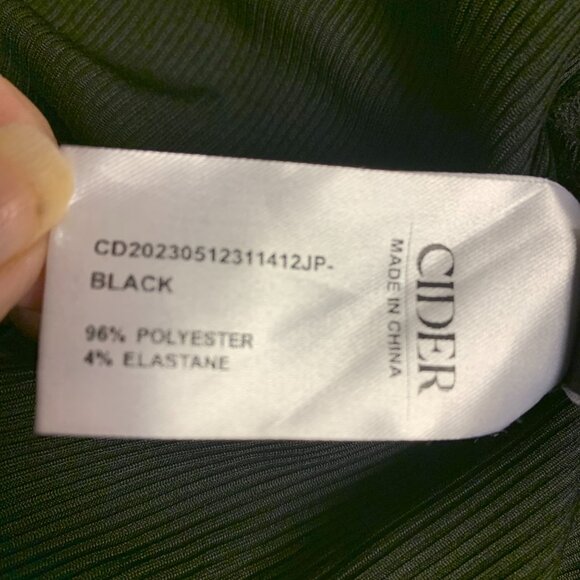 CD20230512311412JP-
BLACK
96% POLYESTER
4% ELASTANE
CIDER
MADE IN CHINA